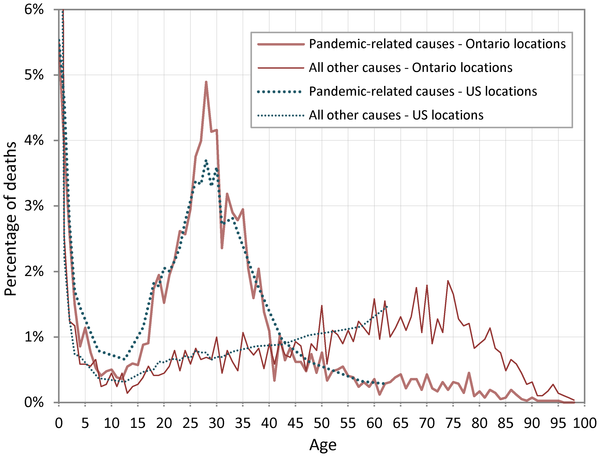 6%
Pandemic-related causes - Ontario locations
All other causes - Ontario locations
Pandemic-related causes - US locations
All other causes - US locations
5%
4%
3%
2%
1%
0%
Percentage of deaths
0 5 10 15 20 25 30 35 40 45 50 55 60 65 70 75 80 85 90 95 100
Age